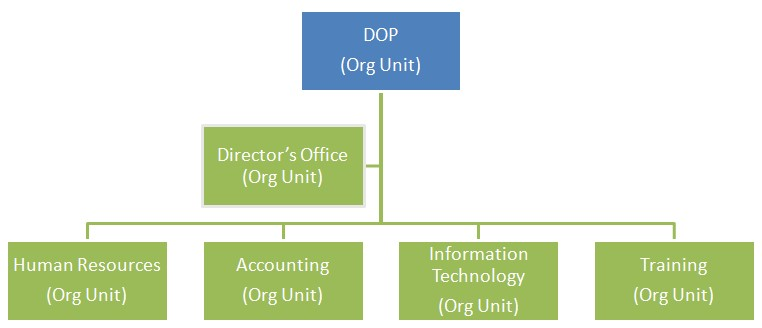 DOP
(Org Unit)
Director’s Office
(Org Unit)
Human Resources
(Org Unit)
Accounting
(Org Unit)
Information
Technology
(Org Unit)
Training
(Org Unit)